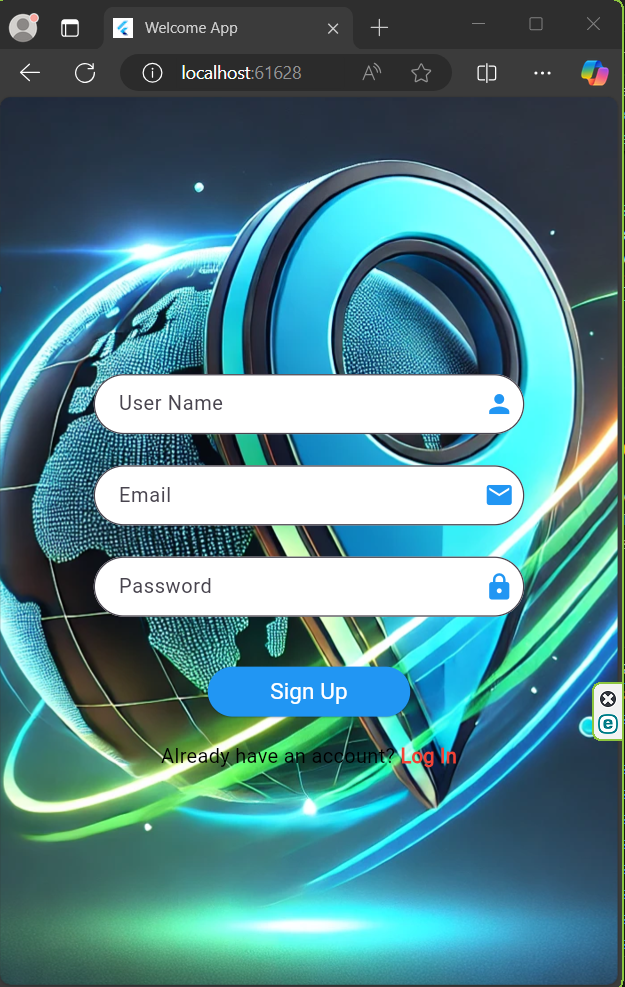 Welcome App
localhost:61628
User Name
Email
Password
Sign Up
Already have an account? Log In